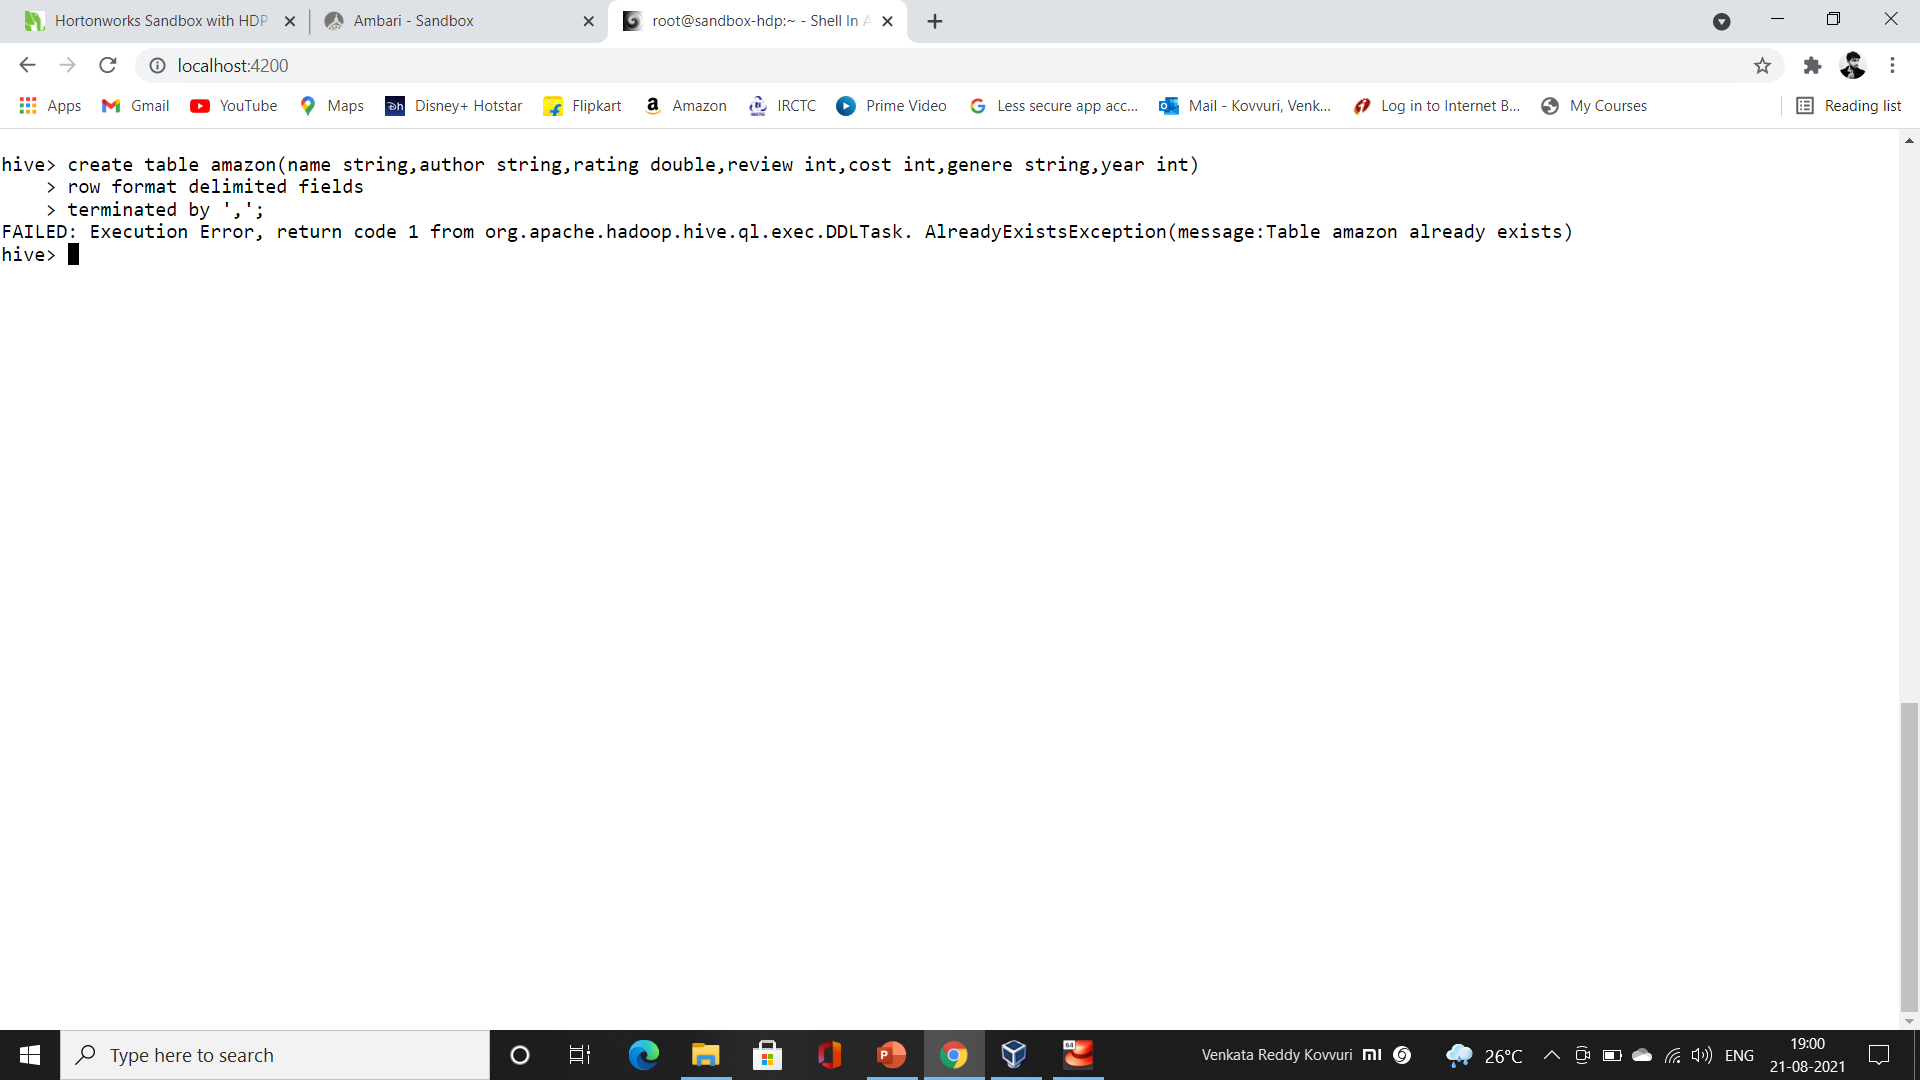 Hortonworks Sandbox with HDP
Ambari - Sandbox
root@sandbox-hdp:~ - Shell In A
localhost:4200
Apps
Gmail
YouTube
Maps
Disney+ Hotstar
Flipkart
Amazon
IRCTC
Prime Video
Less secure app acc...
Mail - Kovvuri, Venk...
Log in to Internet B...
My Courses
Reading list
hive> create table amazon(name string,author string,rating double,review int,cost int,genere string,year int)
> row format delimited fields
> terminated by ',';
FAILED: Execution Error, return code 1 from org.apache.hadoop.hive.ql.exec.DDLTask. AlreadyExistsException(message:Table amazon already exists)
hive>
Type here to search
Venkata Reddy Kovvuri
26°C
ENG
19:00
21-08-2021